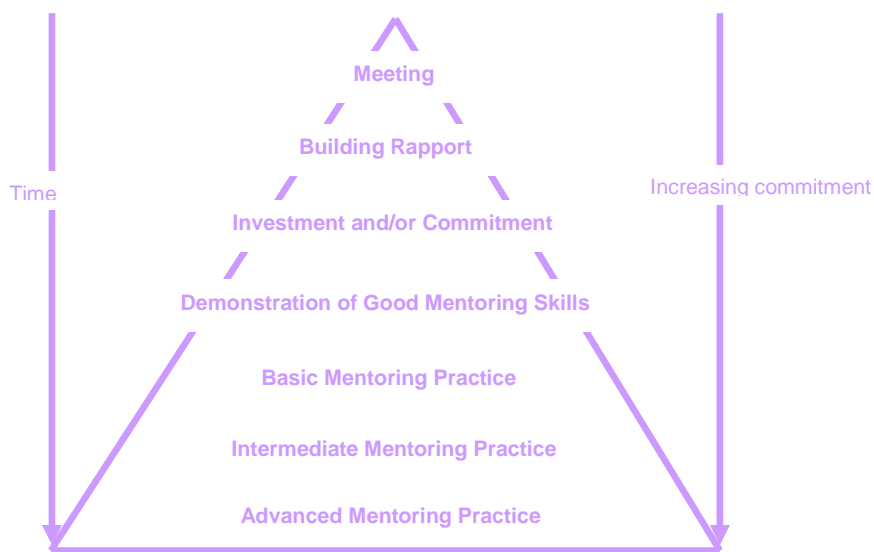 Meeting
Building Rapport
Time
Increasing commitment
Investment and/or Commitment
Demonstration of Good Mentoring Skills
Basic Mentoring Practice
Intermediate Mentoring Practice
Advanced Mentoring Practice